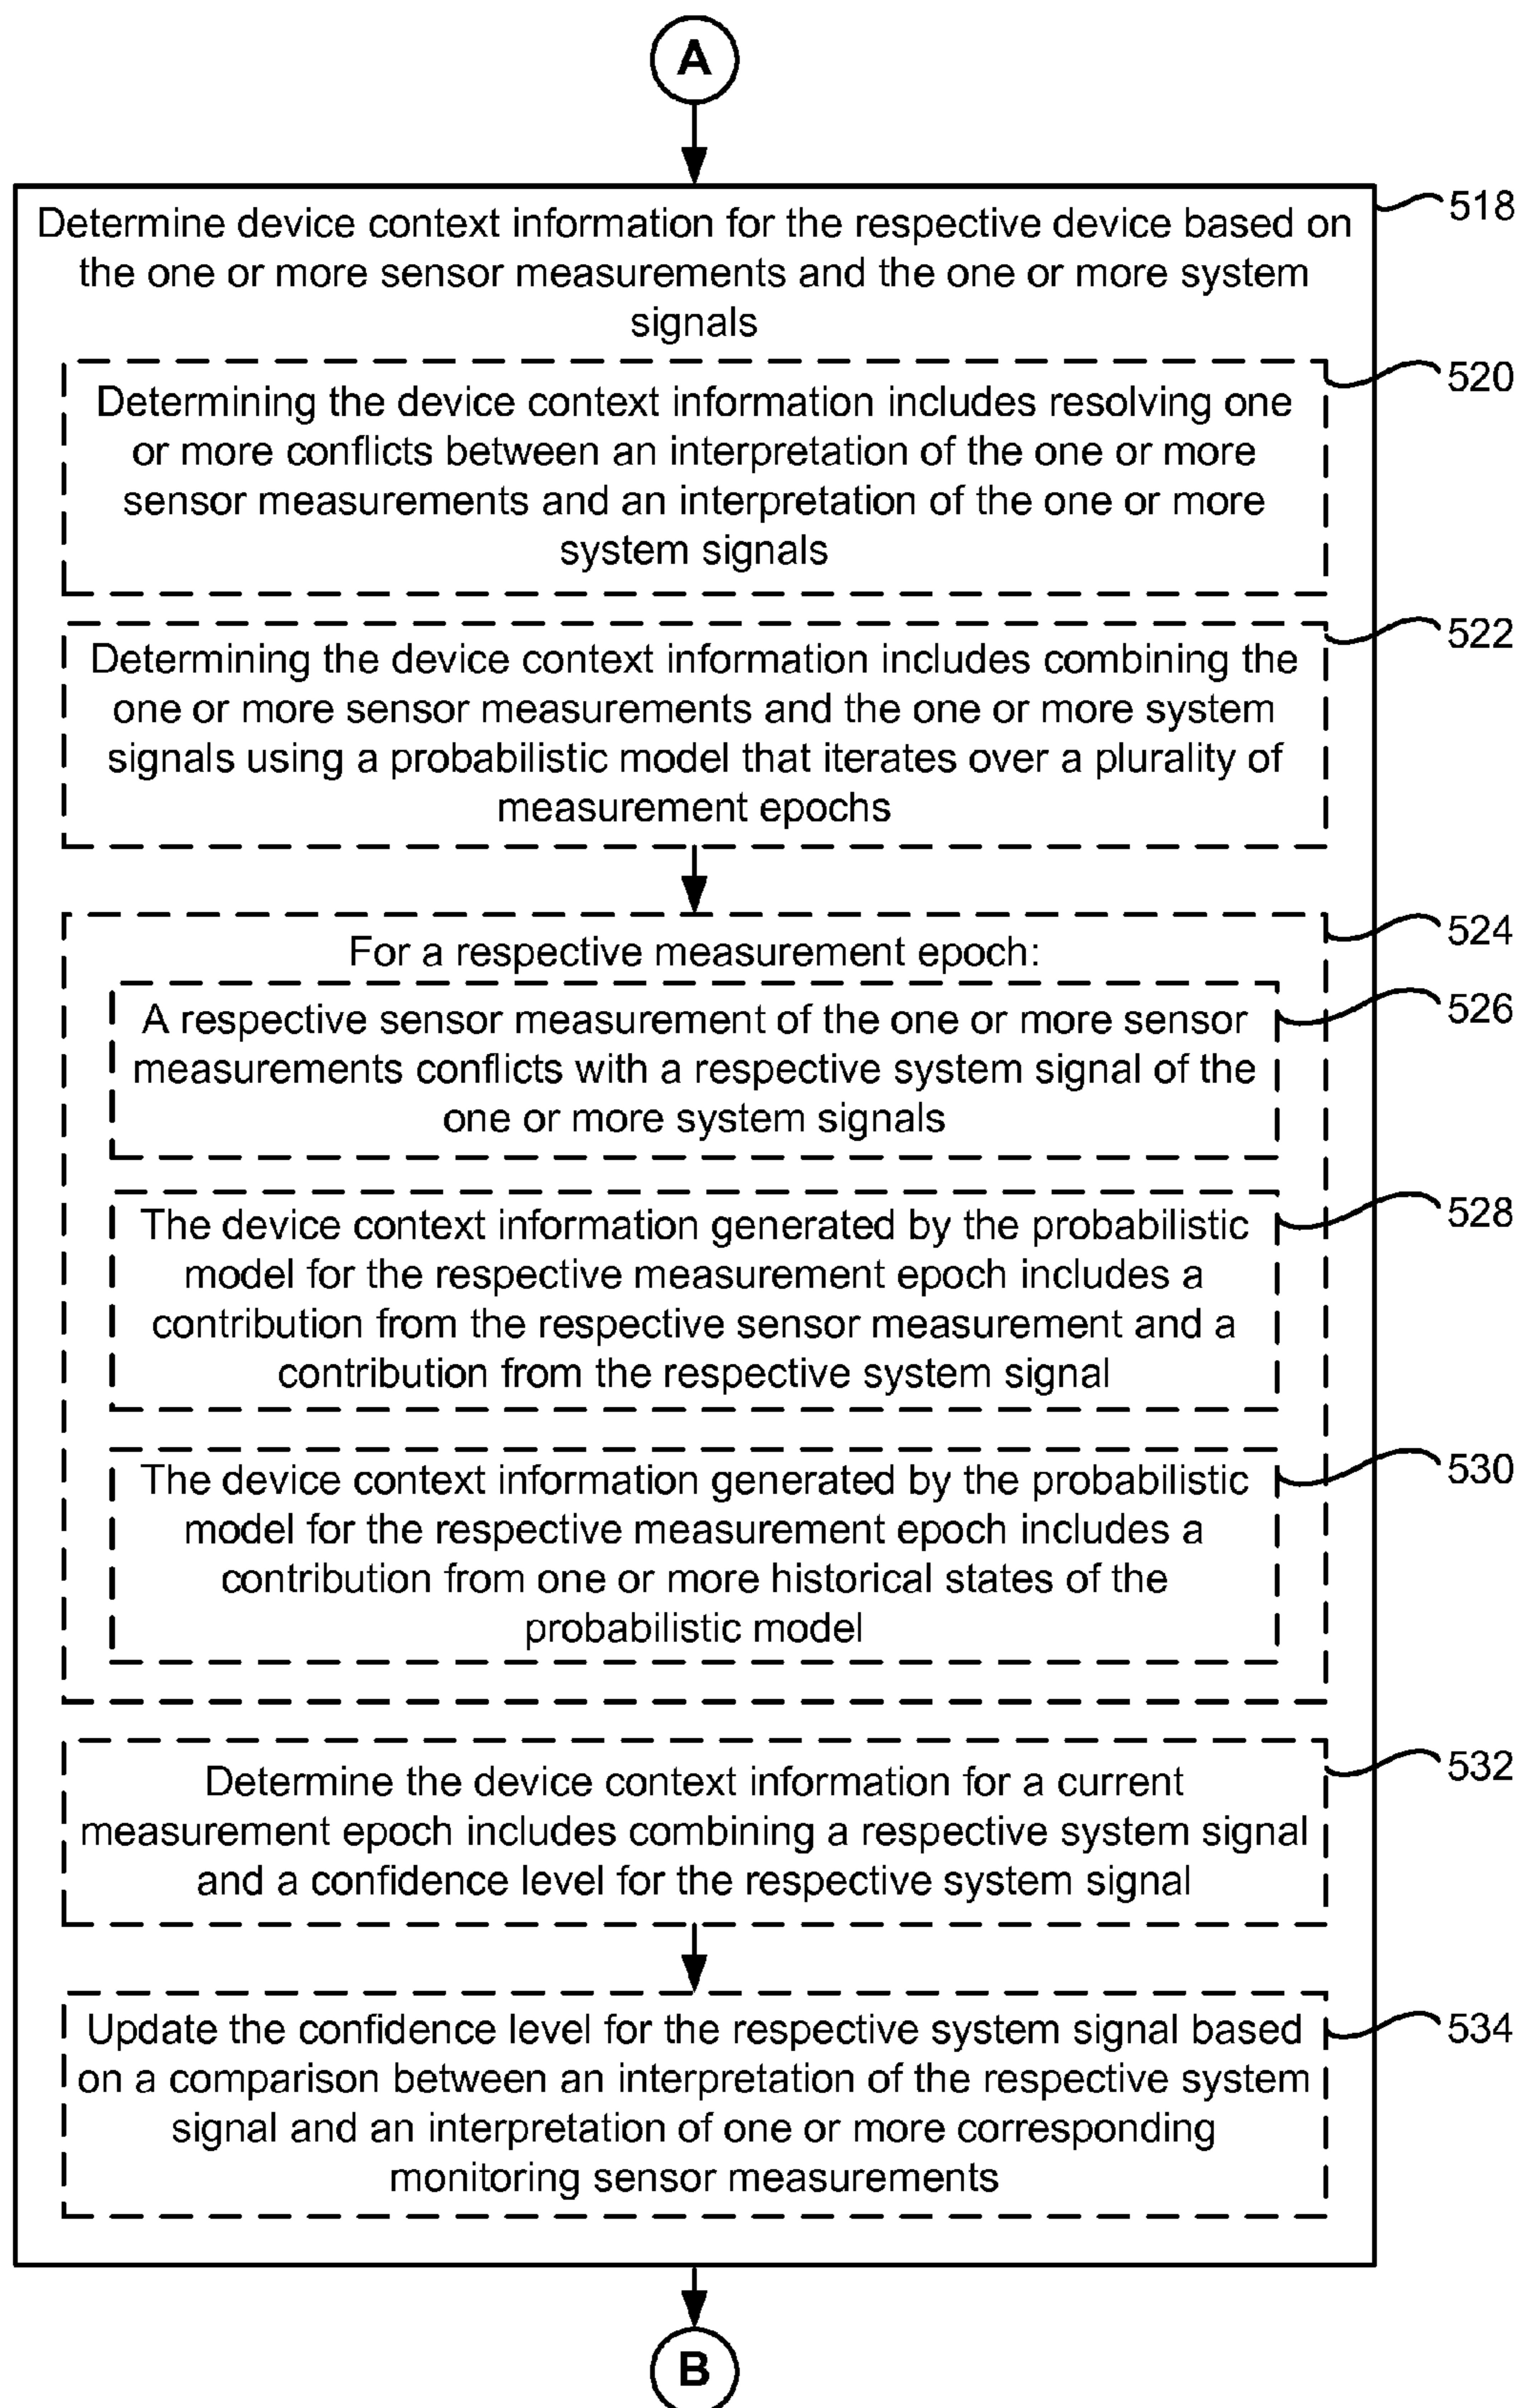 A
Determine device context information for the respective device based on
the one or more sensor measurements and the one or more system
signals
518
Determining the device context information includes resolving one
or more conflicts between an interpretation of the one or more
sensor measurements and an interpretation of the one or more
system signals
520
Determining the device context information includes combining the
one or more sensor measurements and the one or more system
signals using a probabilistic model that iterates over a plurality of
measurement epochs
522
For a respective measurement epoch:
524
A respective sensor measurement of the one or more sensor
measurements conflicts with a respective system signal of the
one or more system signals
526
The device context information generated by the probabilistic
model for the respective measurement epoch includes a
contribution from the respective sensor measurement and a
contribution from the respective system signal
528
The device context information generated by the probabilistic
model for the respective measurement epoch includes a
contribution from one or more historical states of the
probabilistic model
530
Determine the device context information for a current
measurement epoch includes combining a respective system signal
and a confidence level for the respective system signal
532
Update the confidence level for the respective system signal based
on a comparison between an interpretation of the respective system
signal and an interpretation of one or more corresponding
monitoring sensor measurements
534
B